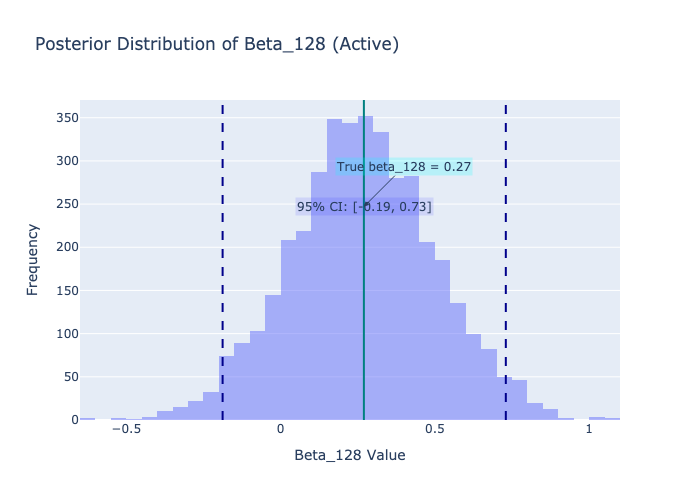 Posterior Distribution of Beta_128 (Active)
350
300
250
200
150
100
50
0
Frequency
True beta_128 = 0.27
95% CI: [-0.19, 0.73]
−0.5
0
0.5
1
Beta_128 Value